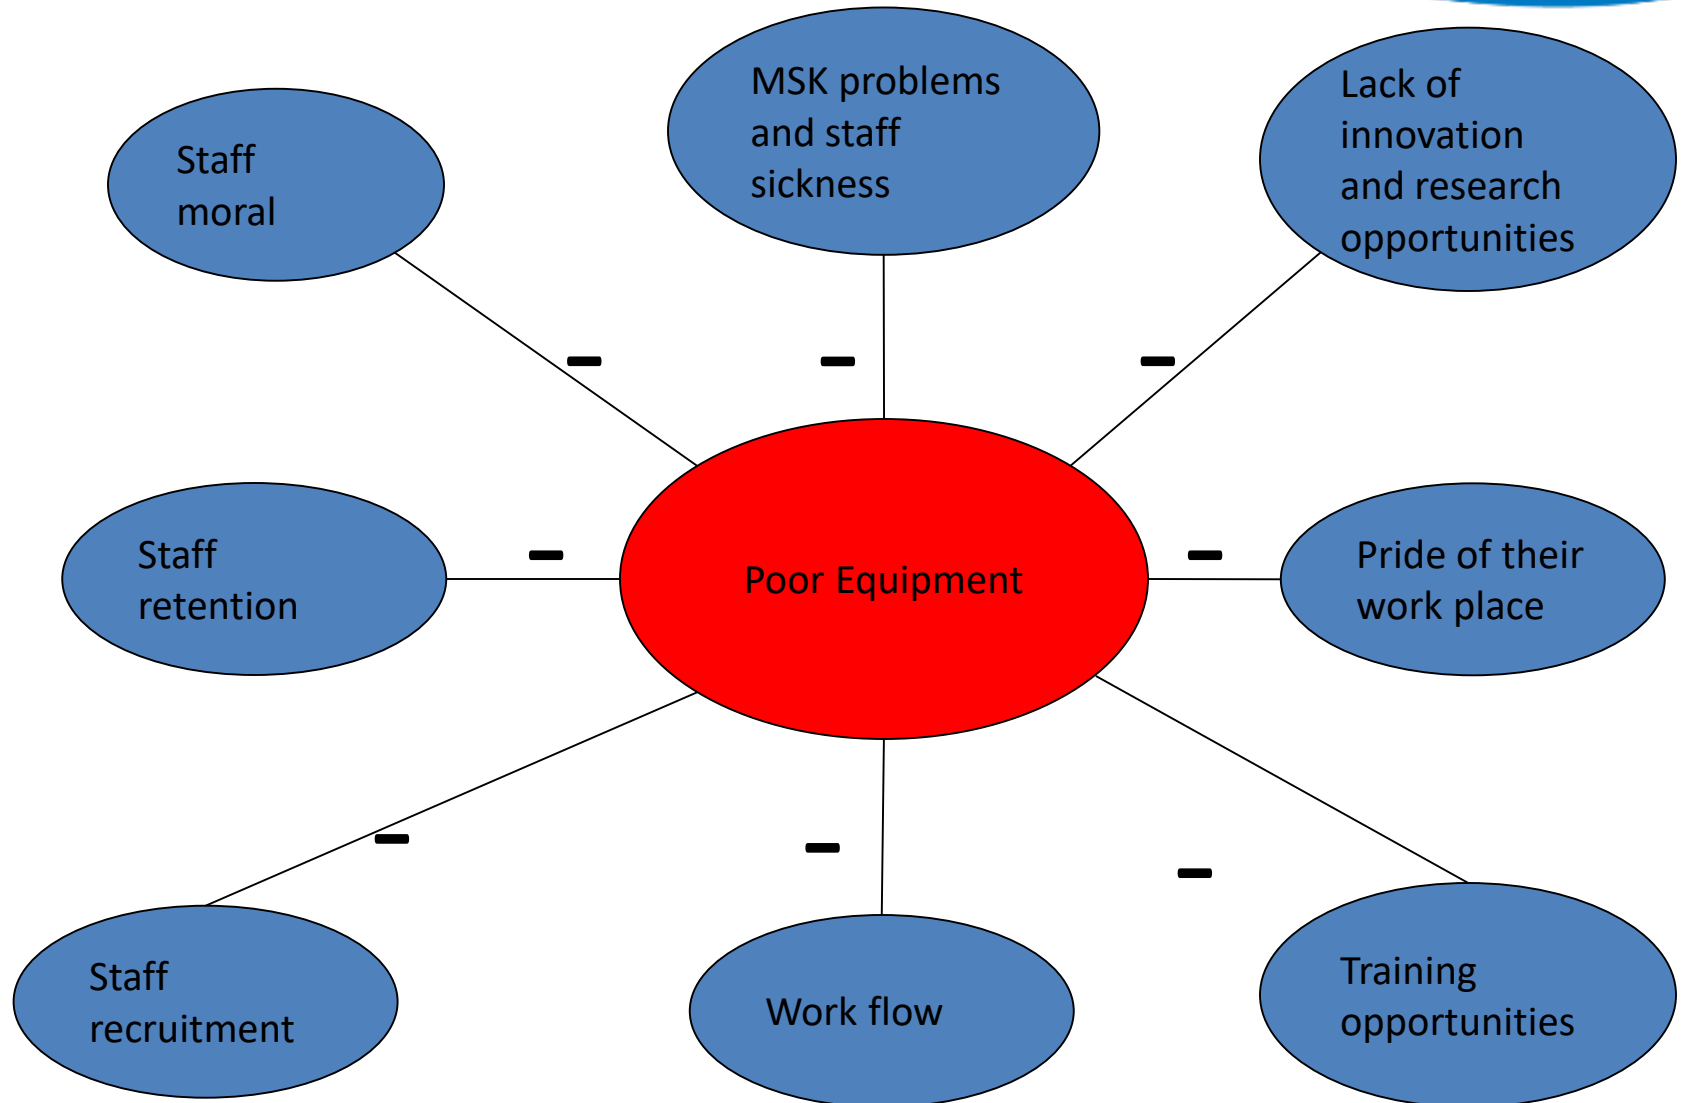 Staff
moral
MSK problems
and staff
sickness
Lack of
innovation
and research
opportunities
-
-
-
Staff
retention
-
Poor Equipment
-
Pride of their
work place
-
-
-
Staff
recruitment
Work flow
Training
opportunities